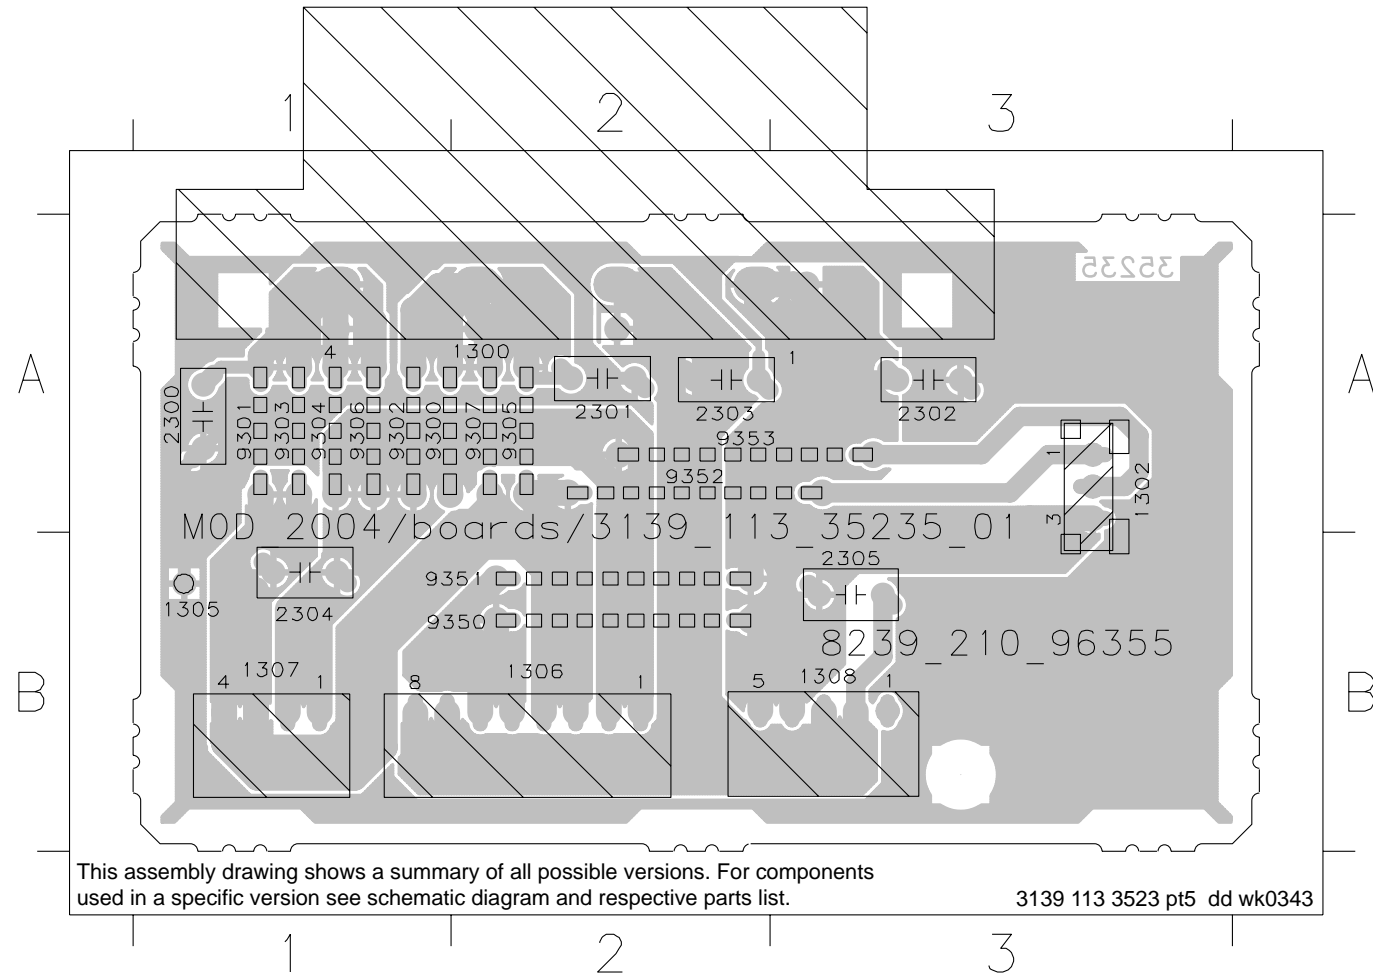 1 2 3
35235
4 1300 1
A A
2300 9301 9303 9304 9306 9302 9300 9307 9305 2301 2303 2302
9353
9352
1 3 1302
MOD_2004/boards/3139_113_35235_01
2305
9351
1305 2304
9350
8239_210_96355
1307 1306 1308
B 4 1 8 1 5 1 B
This assembly drawing shows a summary of all possible versions. For components
used in a specific version see schematic diagram and respective parts list.
3139 113 3523 pt5 dd wk0343
1 2 3